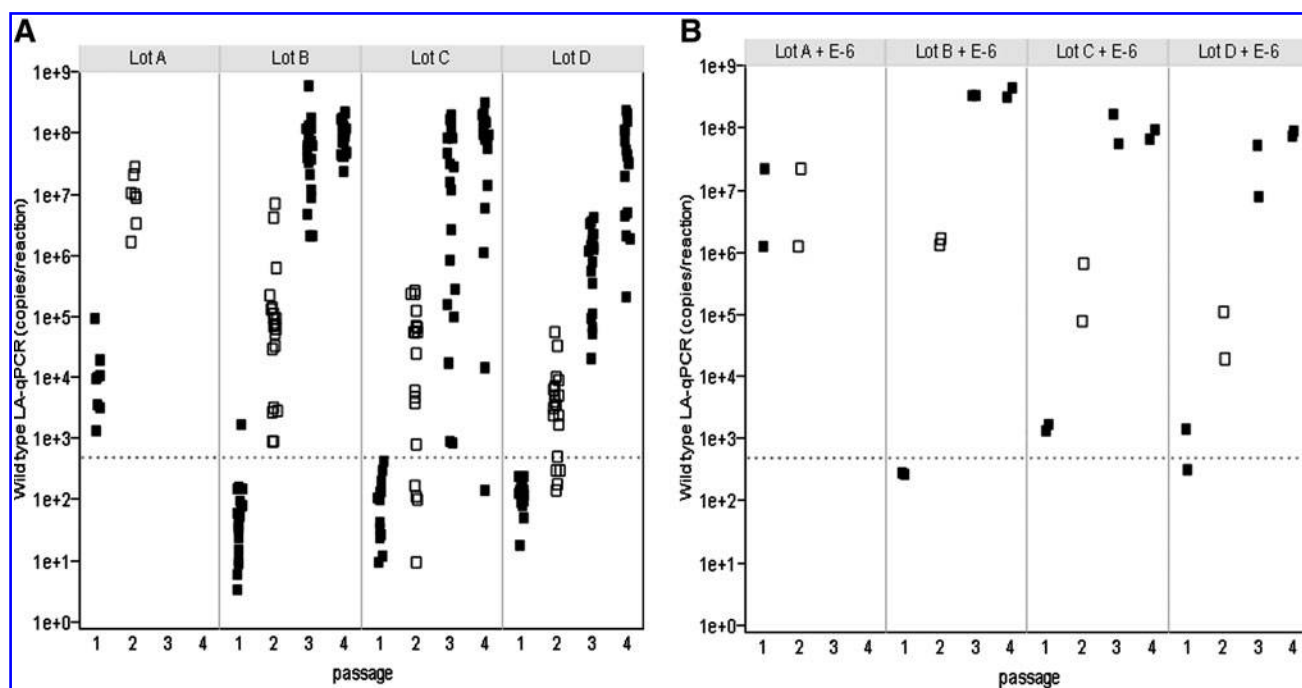 A
Lot A Lot B Lot C Lot D
Wild type LA-qPCR (copies/reaction)
1e+9
1e+8
1e+7
1e+6
1e+5
1e+4
1e+3
1e+2
1e+1
1e+0
1 2 3 4 1 2 3 4 1 2 3 4 1 2 3 4
passage
B
Lot A + E-6 Lot B + E-6 Lot C + E-6 Lot D + E-6
Wild type LA-qPCR (copies/reaction)
1e+9
1e+8
1e+7
1e+6
1e+5
1e+4
1e+3
1e+2
1e+1
1e+0
1 2 3 4 1 2 3 4 1 2 3 4 1 2 3 4
passage